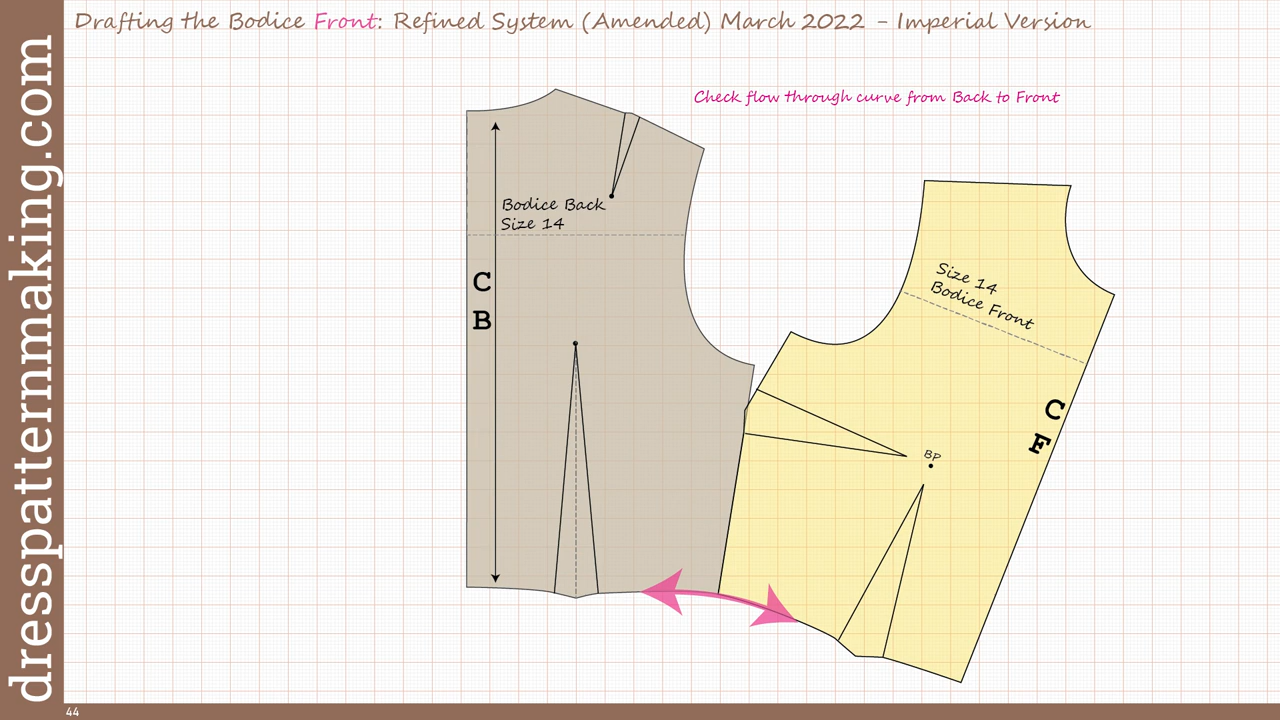 Drafting the Bodice Front: Refined System (Amended) March 2022 - Imperial Version
dresspatternmaking.com
Check flow through curve from Back to Front
Bodice Back
Size 14
C
B
Size 14
Bodice Front
C
F
BP
44